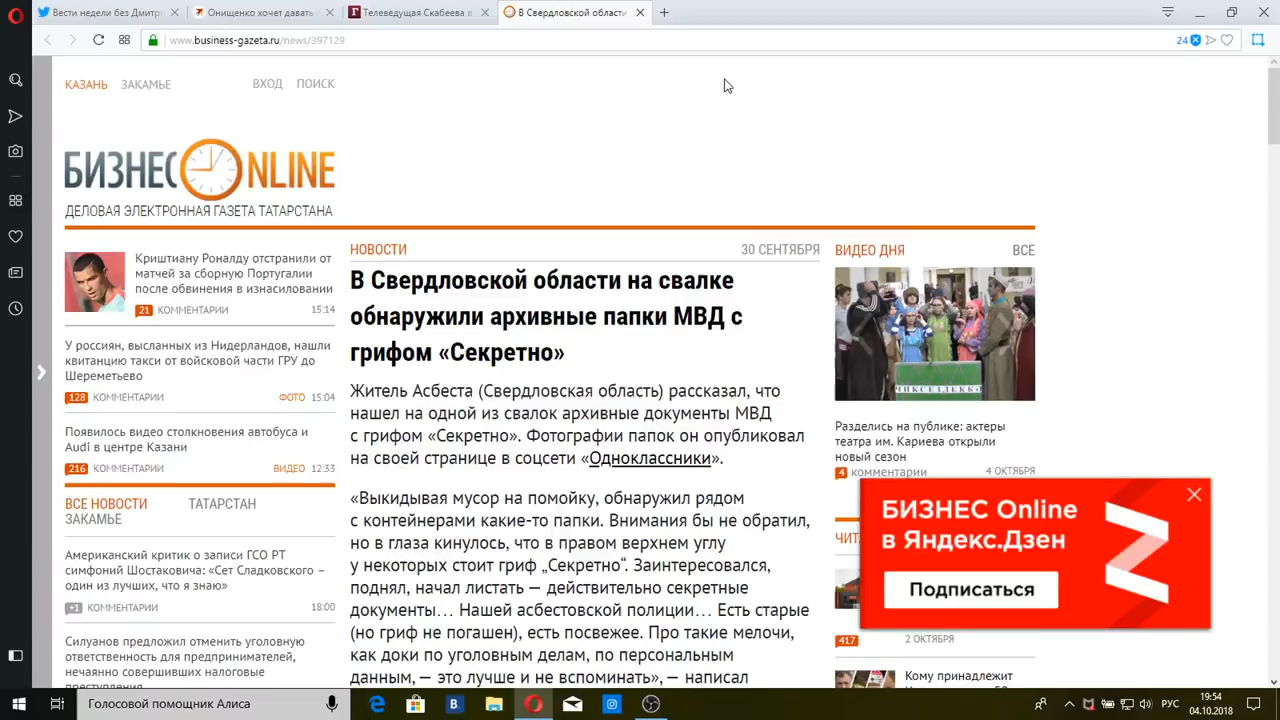 Вести недели без Дмитр
Онищенко хочет давать
Телеведущая Скабеева в
В Свердловской области
www.business-gazeta.ru/news/397129
24
КАЗАНЬ ЗАКАМЬЕ ВХОД ПОИСК
БИЗНЕС ONLINE
ДЕЛОВАЯ ЭЛЕКТРОННАЯ ГАЗЕТА ТАТАРСТАНА
Криштиану Роналду отстранили от
матчей за сборную Португалии
после обвинения в изнасиловании
21 КОММЕНТАРИИ 15:14
У россиян, высланных из Нидерландов, нашли
квитанцию такси от войсковой части ГРУ до
Шереметьево
128 КОММЕНТАРИИ ФОТО 15:04
Появилось видео столкновения автобуса и
Audi в центре Казани
216 КОММЕНТАРИИ ВИДЕО 12:33
ВСЕ НОВОСТИ ТАТАРСТАН
ЗАКАМЬЕ
Американский критик о записи ГСО РТ
симфоний Шостаковича: «Сет Сладковского –
один из лучших, что я знаю»
+1 КОММЕНТАРИИ 18:00
Силуанов предложил отменить уголовную
ответственность для предпринимателей,
нечаянно совершивших налоговые
преступления
НОВОСТИ 30 СЕНТЯБРЯ
В Свердловской области на свалке
обнаружили архивные папки МВД с
грифом «Секретно»
Житель Асбеста (Свердловская область) рассказал, что
нашел на одной из свалок архивные документы МВД
с грифом «Секретно». Фотографии папок он опубликовал
на своей странице в соцсети «Одноклассники».
«Выкидывая мусор на помойку, обнаружил рядом
с контейнерами какие-то папки. Внимания бы не обратил,
но в глаза кинулось, что в правом верхнем углу
у некоторых стоит гриф „Секретно“. Заинтересовался,
поднял, начал листать — действительно секретные
документы… Нашей асбестовской полиции… Есть старые
(но гриф не погашен), есть посвежее. Про такие мелочи,
как доки по уголовным делам, по персональным
данным, — это лучше и не вспоминать», — написал
ВИДЕО ДНЯ ВСЕ
Разделись на публике: актеры
театра им. Кариева открыли
новый сезон
4 комментарии 4 ОКТЯБРЯ
ЧИТ
БИЗНЕС Online
в Яндекс.Дзен
Подписаться
417 2 ОКТЯБРЯ
Кому принадлежит
Голосовой помощник Алиса
РУС
19:54
04.10.2018